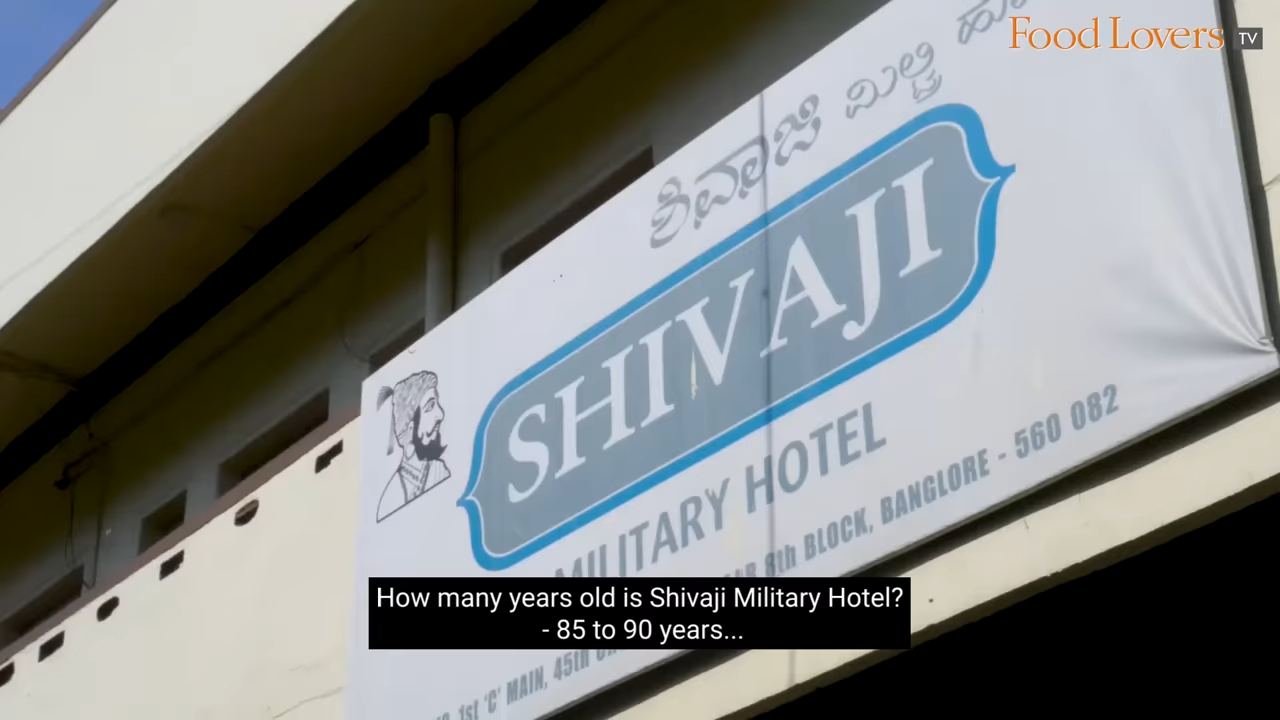 Food Lovers TV
ಶಿವಾಜಿ ಮಿಲ್ಟ್ರಿ
SHIVAJI
MILITARY HOTEL
1st 'C' MAIN, 45th
8th BLOCK, BANGLORE - 560 082
How many years old is Shivaji Military Hotel?
- 85 to 90 years...